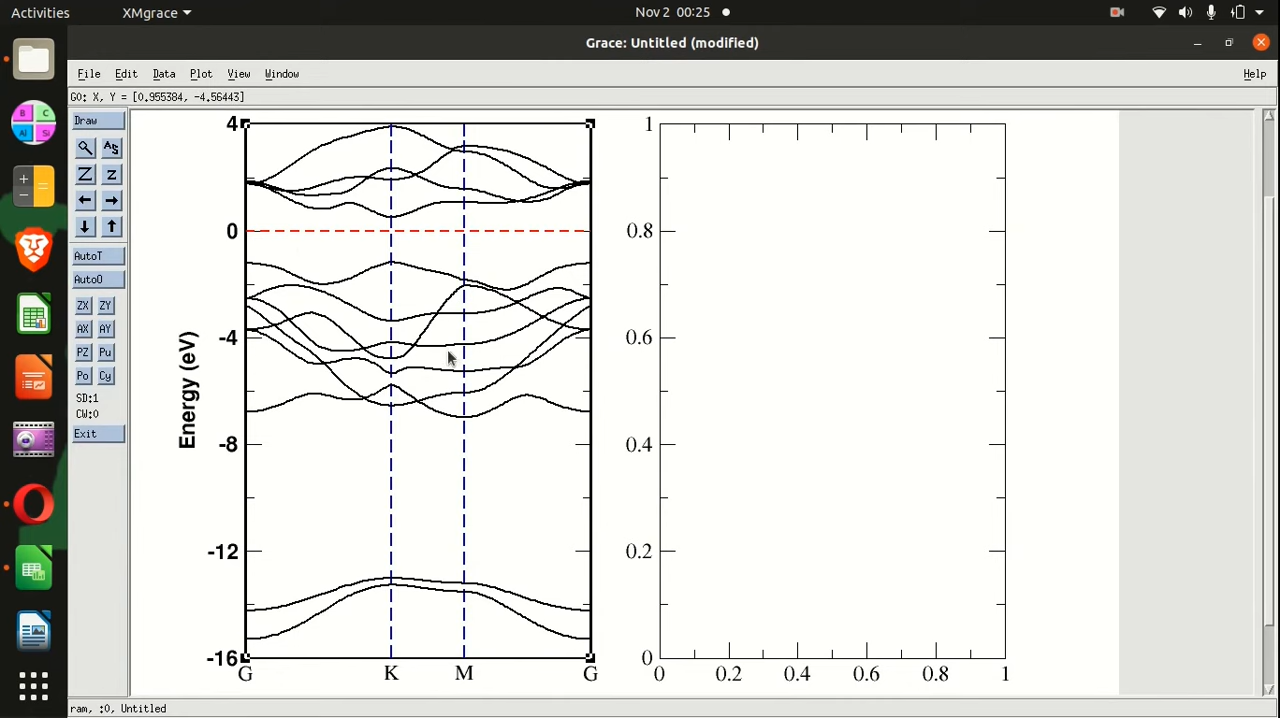 Activities
XMgrace
Nov 2 00:25
Grace: Untitled (modified)
File Edit Data Plot View Window Help
G0: X, Y = [0.955384, -4.56443]
Draw
AS
Z z
AutoT
AutoO
ZX ZY
AX AY
PZ Pu
Po Cy
SD:1
CW:0
Exit
B C
Al Si
Energy (eV)
4
0
-4
-8
-12
-16
G K M G
1
0.8
0.6
0.4
0.2
0
0 0.2 0.4 0.6 0.8 1
ram, :0, Untitled